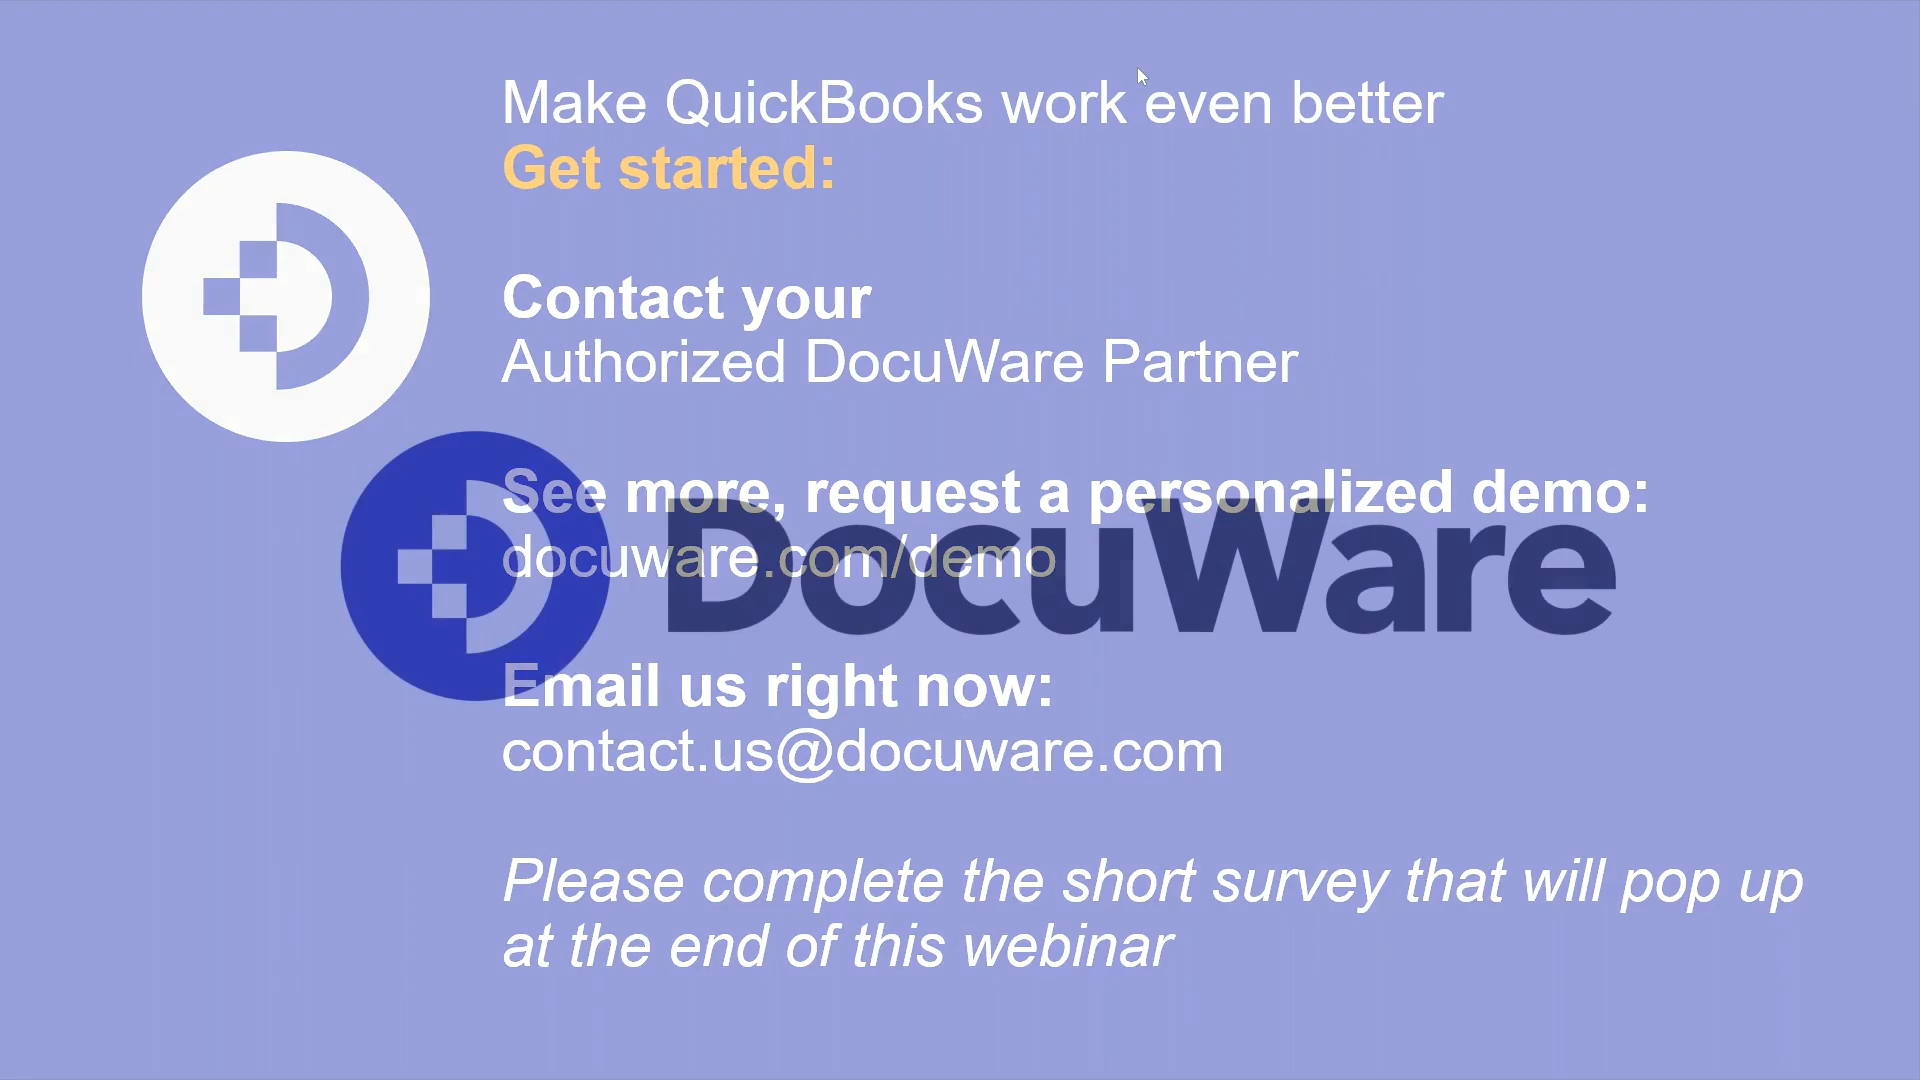 Make QuickBooks work even better
Get started:
Contact your
Authorized DocuWare Partner
See more, request a personalized demo:
docuware.com/demo
DocuWare
Email us right now:
contact.us@docuware.com
Please complete the short survey that will pop up
at the end of this webinar